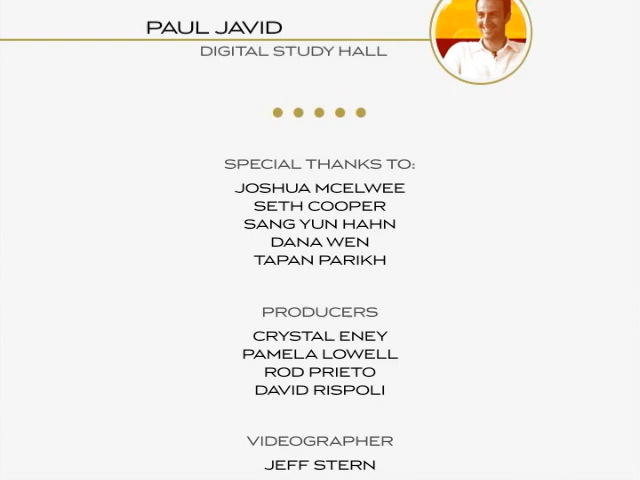 PAUL JAVID
DIGITAL STUDY HALL
SPECIAL THANKS TO:
JOSHUA MCELWEE
SETH COOPER
SANG YUN HAHN
DANA WEN
TAPAN PARIKH
PRODUCERS
CRYSTAL ENEY
PAMELA LOWELL
ROD PRIETO
DAVID RISPOLI
VIDEOGRAPHER
JEFF STERN